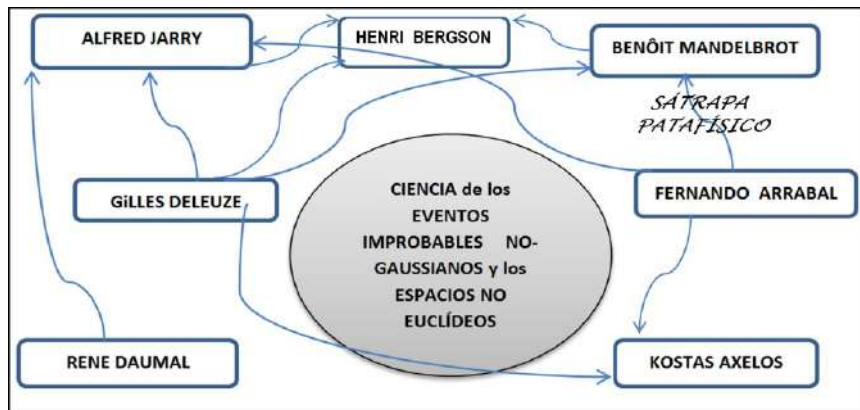 ALFRED JARRY
HENRI BERGSON
BENÔIT MANDELBROT
SÁTRAPA
PATAFÍSICO
GiLLES DELEUZE
CIENCIA de los
EVENTOS
IMPROBABLES NO-
GAUSSIANOS y los
ESPACIOS NO
EUCLÍDEOS
FERNANDO ARRABAL
RENE DAUMAL
KOSTAS AXELOS